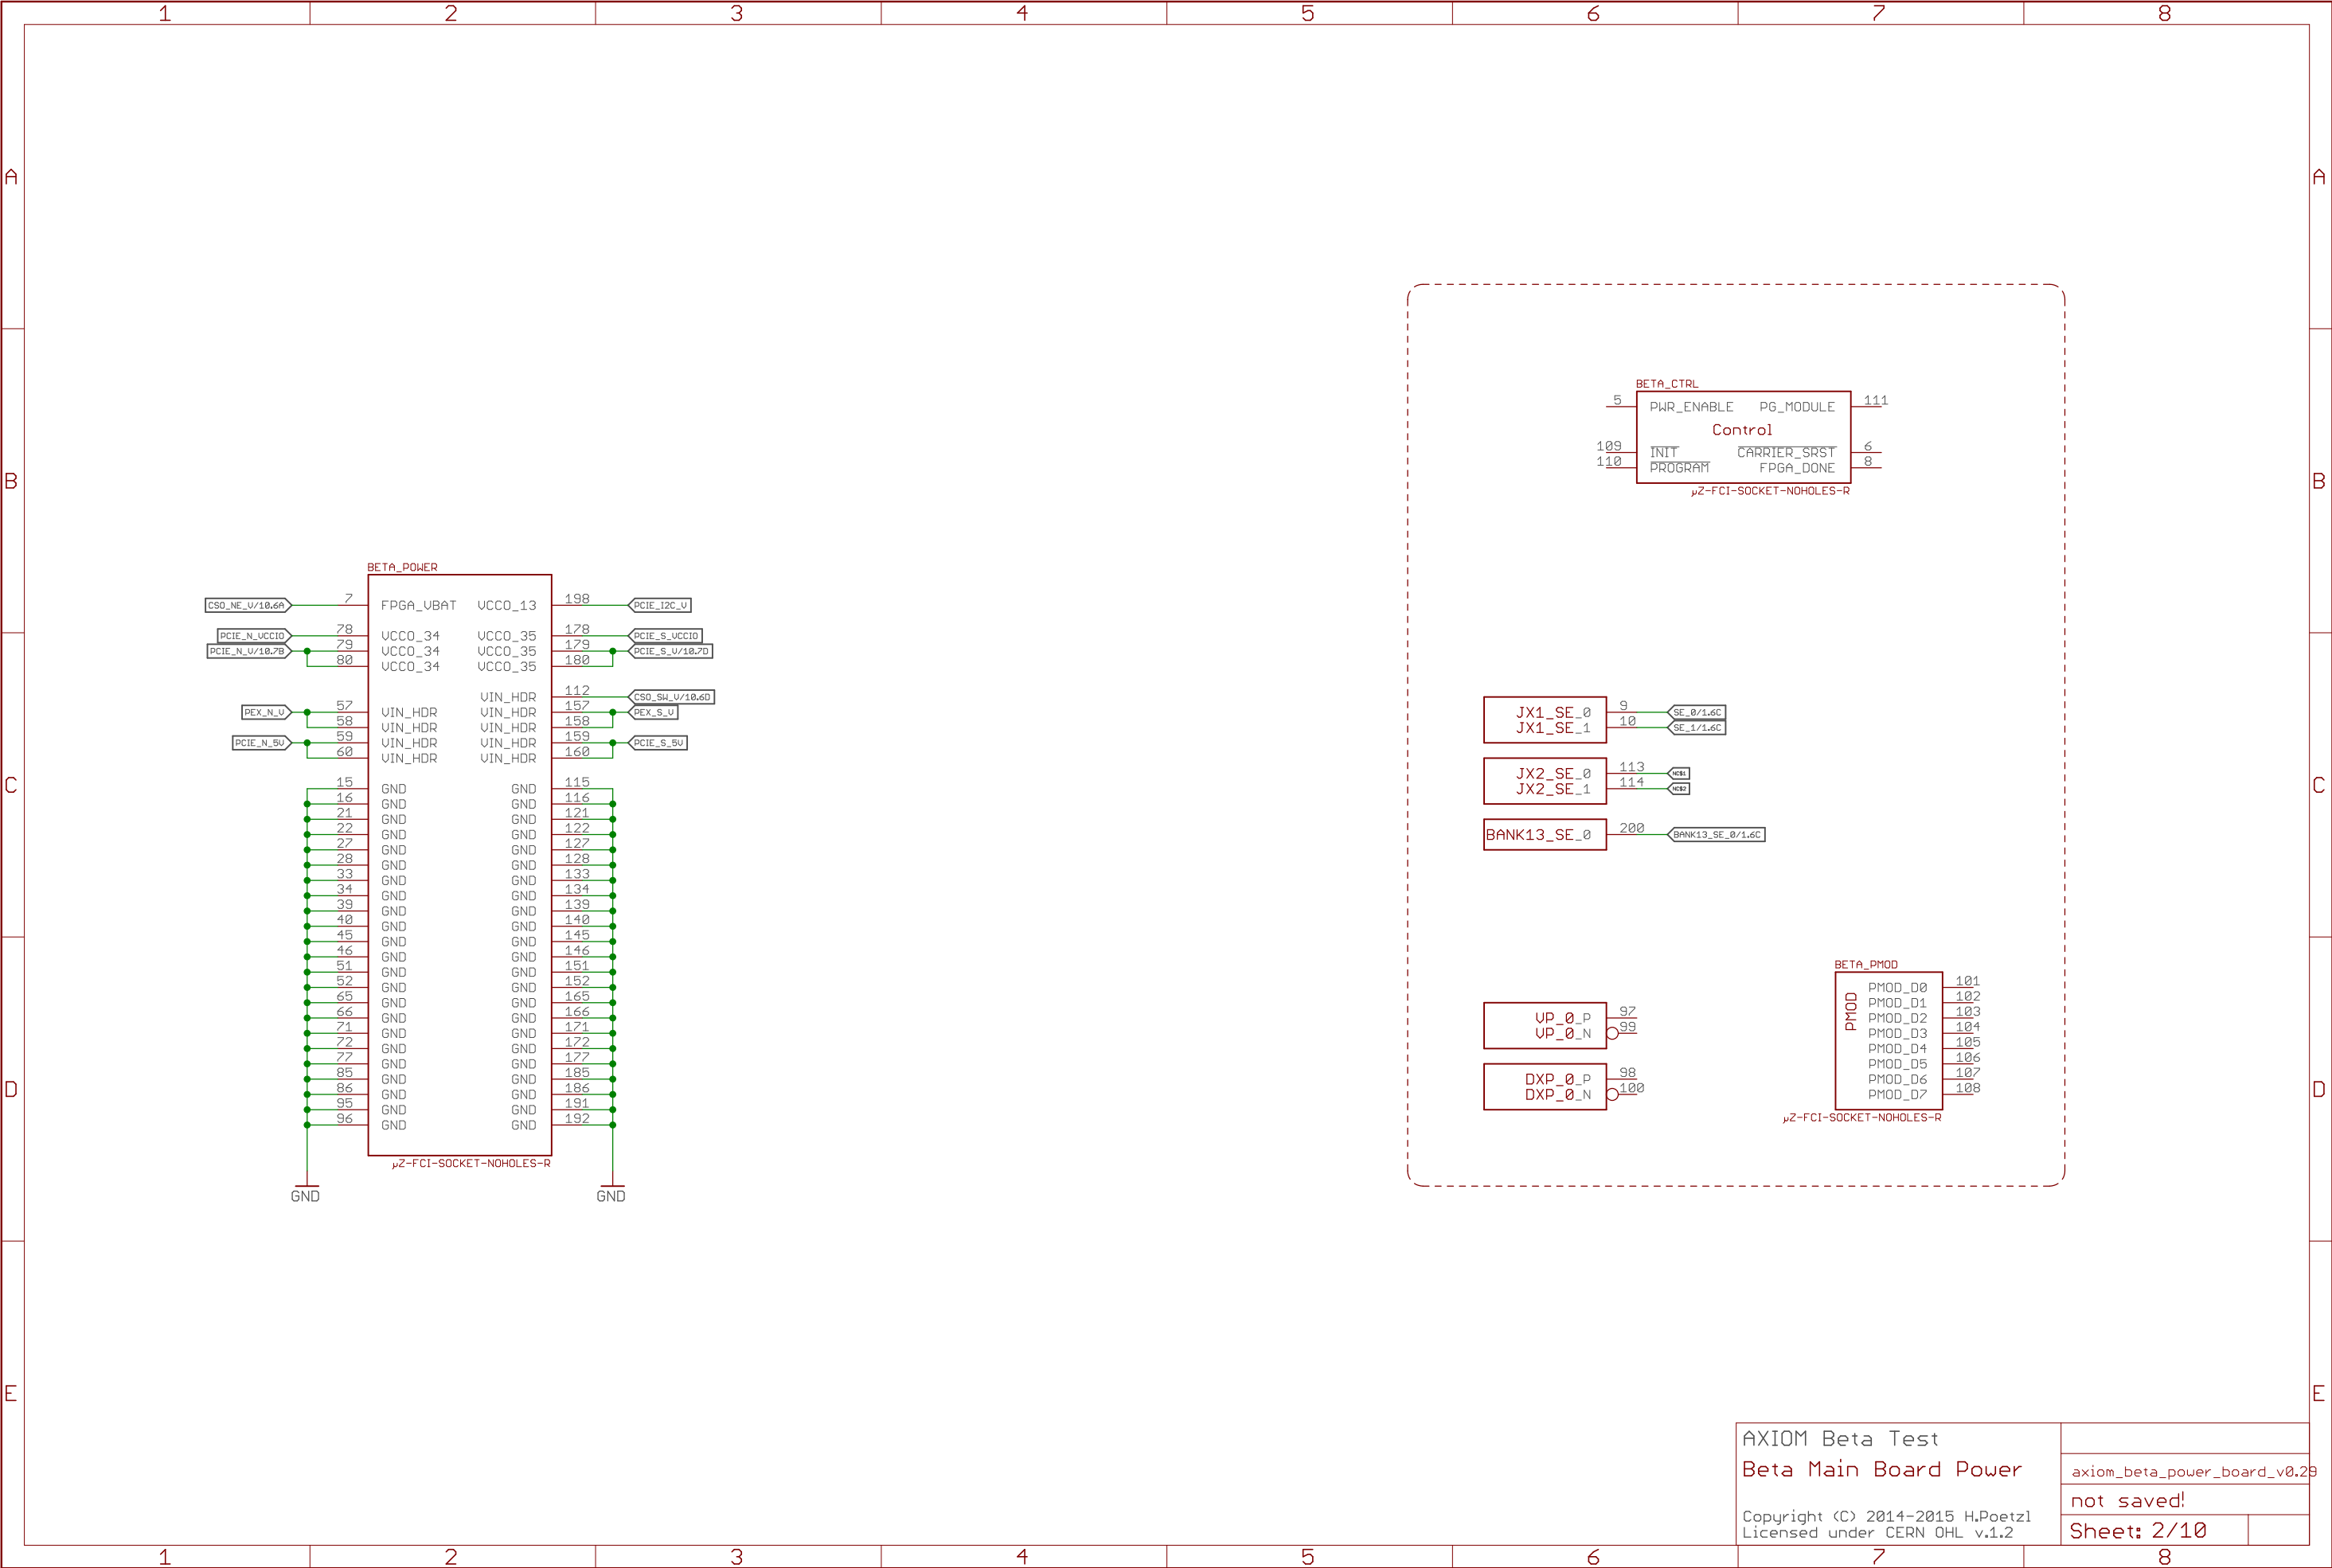 1 2 3 4 5 6 7 8
A A
B B
C C
D D
E E
BETA_POWER
CSO_NE_V/10.6A 7 FPGA_VBAT VCCO_13 198 PCIE_I2C_V
PCIE_N_VCCIO 78 VCCO_34 VCCO_35 178 PCIE_S_VCCIO
PCIE_N_V/10.7B 79 VCCO_34 VCCO_35 179 PCIE_S_V/10.7D
80 VCCO_34 VCCO_35 180
VIN_HDR 112 CSO_SW_V/10.6D
PEX_N_V 57 VIN_HDR VIN_HDR 157 PEX_S_V
58 VIN_HDR VIN_HDR 158
PCIE_N_5V 59 VIN_HDR VIN_HDR 159 PCIE_S_5V
60 VIN_HDR VIN_HDR 160
15 GND GND 115
16 GND GND 116
21 GND GND 121
22 GND GND 122
27 GND GND 127
28 GND GND 128
33 GND GND 133
34 GND GND 134
39 GND GND 139
40 GND GND 140
45 GND GND 145
46 GND GND 146
51 GND GND 151
52 GND GND 152
65 GND GND 165
66 GND GND 166
71 GND GND 171
72 GND GND 172
77 GND GND 177
85 GND GND 185
86 GND GND 186
95 GND GND 191
96 GND GND 192
µZ-FCI-SOCKET-NOHOLES-R
GND GND
BETA_CTRL
5 PWR_ENABLE PG_MODULE 111
Control
109 INIT CARRIER_SRST 6
110 PROGRAM FPGA_DONE 8
µZ-FCI-SOCKET-NOHOLES-R
JX1_SE_0 9 SE_0/1.6C
JX1_SE_1 10 SE_1/1.6C
JX2_SE_0 113 NC$1
JX2_SE_1 114 NC$2
BANK13_SE_0 200 BANK13_SE_0/1.6C
VP_0_P 97
VP_0_N 99
DXP_0_P 98
DXP_0_N 100
BETA_PMOD
PMOD
PMOD_D0 101
PMOD_D1 102
PMOD_D2 103
PMOD_D3 104
PMOD_D4 105
PMOD_D5 106
PMOD_D6 107
PMOD_D7 108
µZ-FCI-SOCKET-NOHOLES-R
AXIOM Beta Test
Beta Main Board Power
Copyright (C) 2014-2015 H.Poetzl
Licensed under CERN OHL v.1.2
axiom_beta_power_board_v0.29
not saved!
Sheet: 2/10
1 2 3 4 5 6 7 8